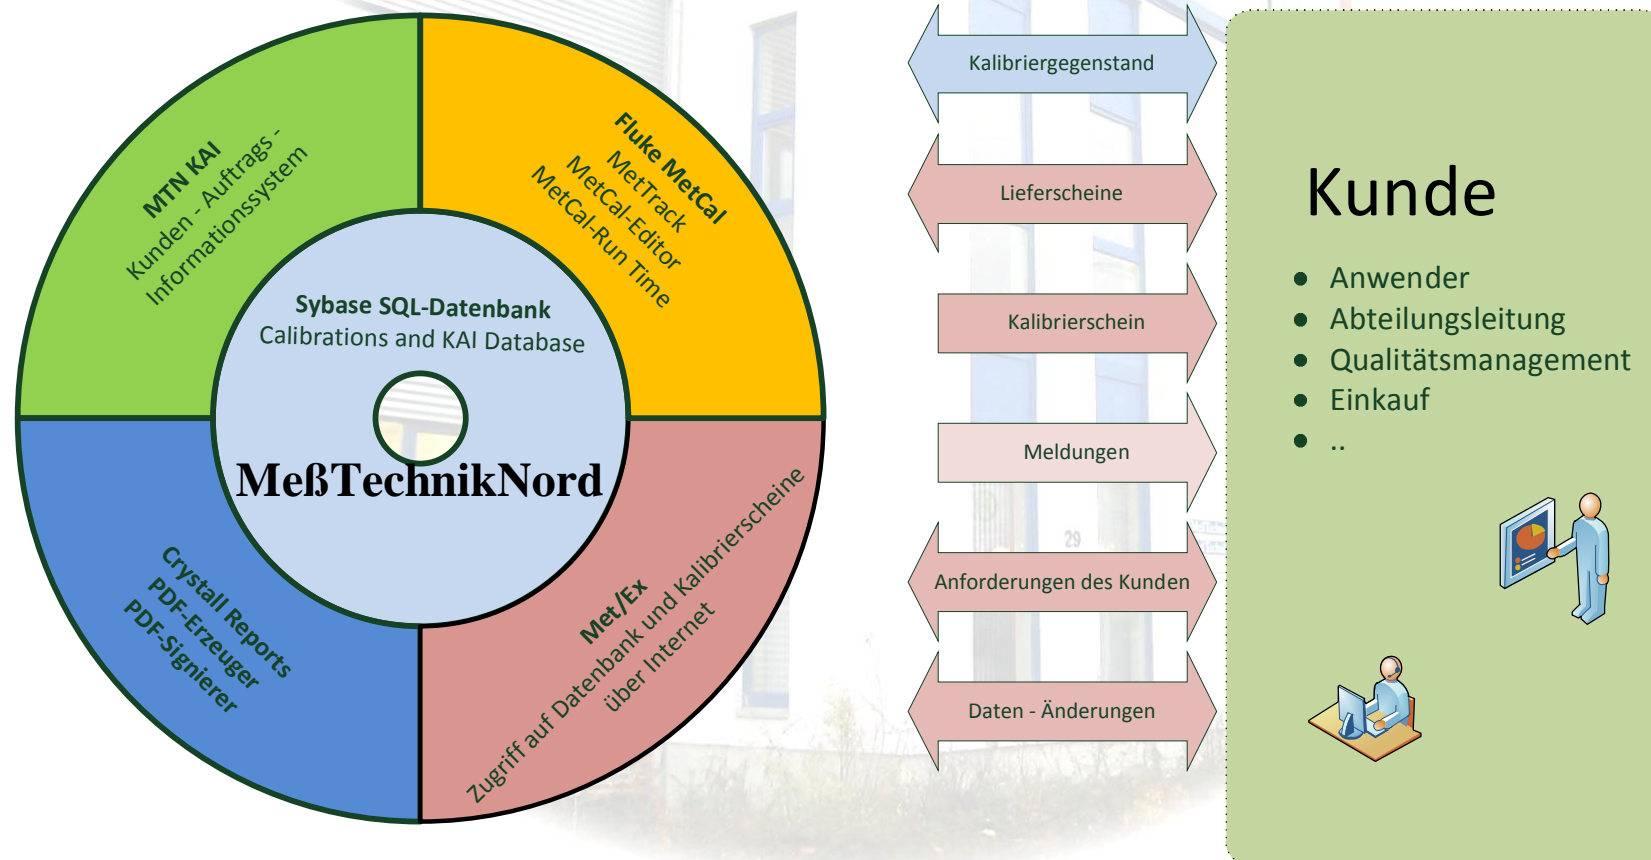 MTN KAI
Kunden - Auftrags -
Informationssystem
Fluke MetCal
MetTrack
MetCal-Editor
MetCal-Run Time
Sybase SQL-Datenbank
Calibrations and KAI Database
MeßTechnikNord
Crystall Reports
PDF-Erzeuger
PDF-Signierer
Met/Ex
Zugriff auf Datenbank und Kalibrierscheine
über Internet
Kalibriergegenstand
Lieferscheine
Kalibrierschein
Meldungen
29
Anforderungen des Kunden
Daten - Änderungen
Kunde
● Anwender
● Abteilungsleitung
● Qualitätsmanagement
● Einkauf
● ..